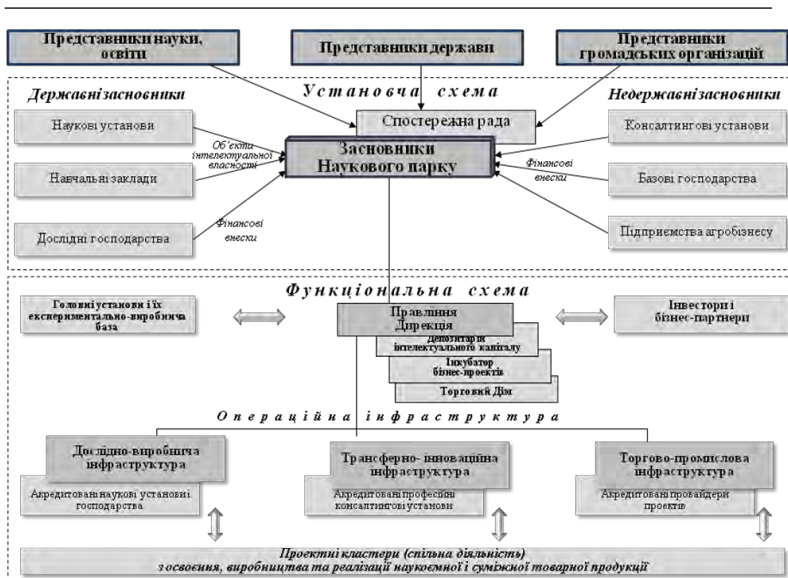 Представники науки,
освіти
Представники держави
Представники
громадських організацій
Установча схема
Державні засновники
Недержавні засновники
Спостережна рада
Наукові установи
Консалтингові установи
Об'єкти
інтелектуальної
власності
Засновники
Наукового парку
Фінансові
внески
Навчальні заклади
Базові господарства
Дослідні господарства
Фінансові
внески
Підприємства агробізнесу
Функціональна схема
Головні установи і їх
експериментально-виробнича
база
Правління
Дирекція
Інвестори і
бізнес-партнери
Депозитарій
інтелектуального капіталу
Інкубатор
бізнес-проектів
Торговий Дім
Операційна інфраструктура
Дослідно-виробнича
інфраструктура
Трансферно- інноваційна
інфраструктура
Торгово-промислова
інфраструктура
Акредитовані наукові установи і
господарства
Акредитовані професійні
консалтингові установи
Акредитовані провайдери
проектів
Проектні кластери (спільна діяльність)
з освоєння, виробництва та реалізації наукоємної і суміжної товарної продукції